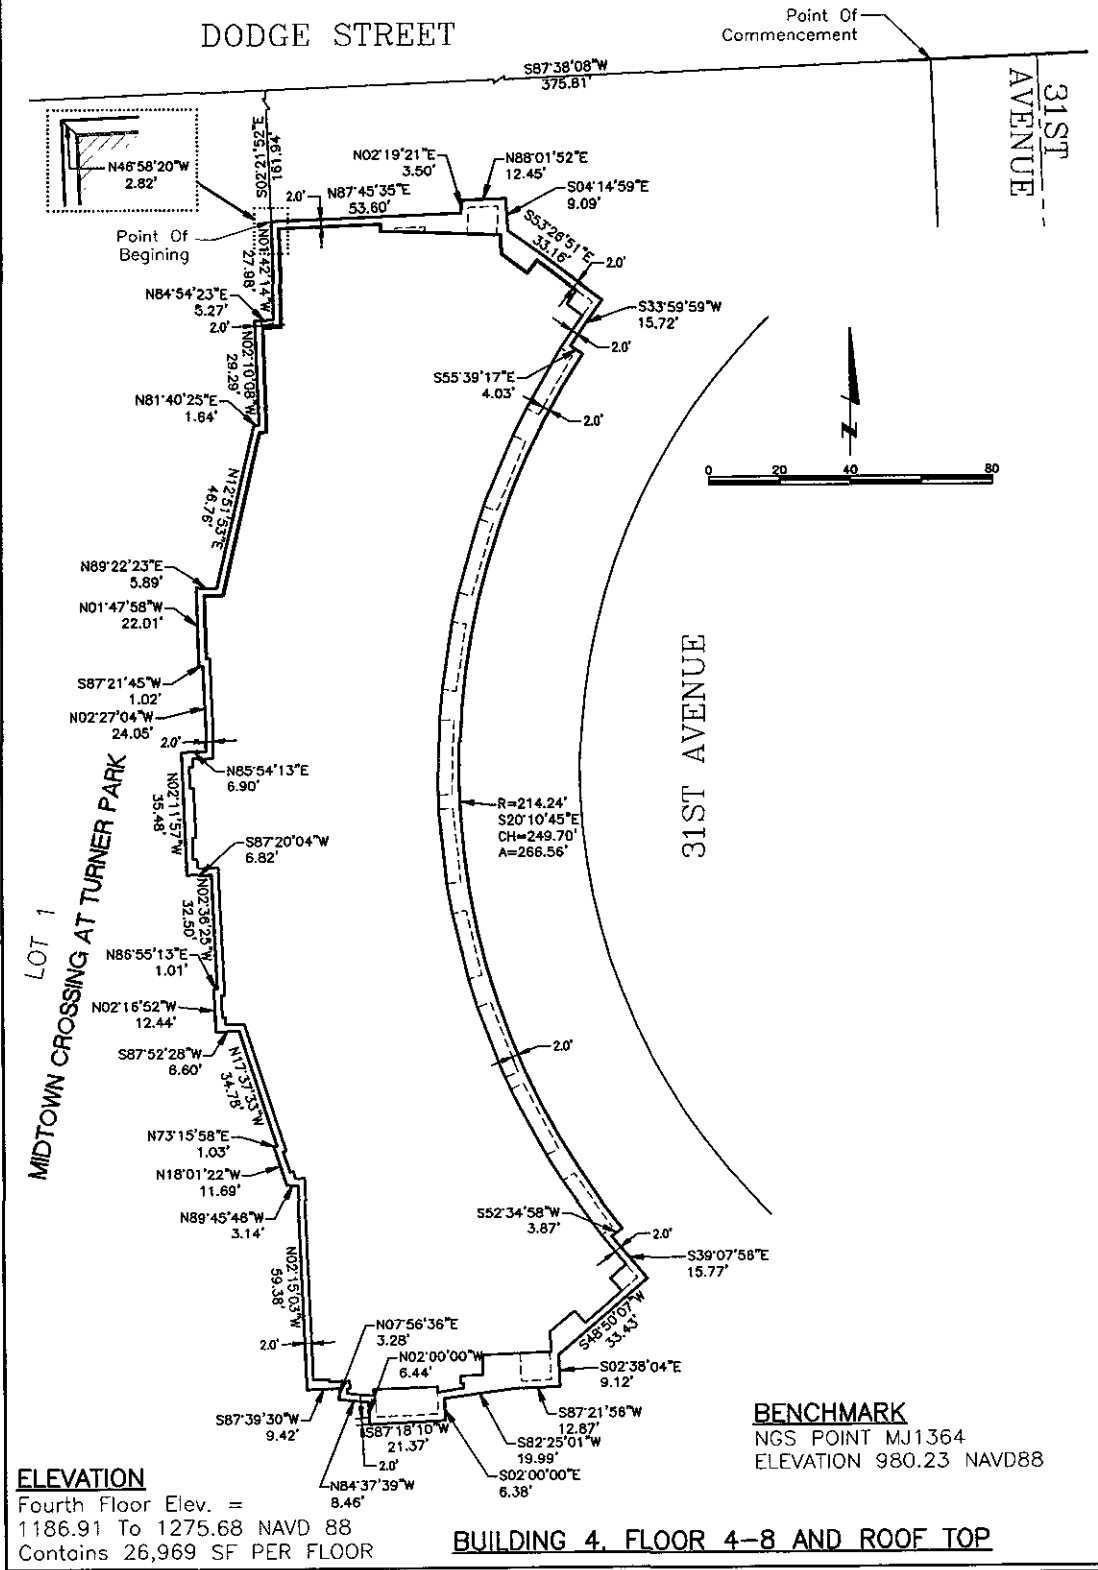 DODGE STREET
Point Of
Commencement
S87°38'08"W
375.81'
31ST
AVENUE
N46°58'20"W
2.82'
S02°21'52"E
161.94'
N02°19'21"E
3.50'
N88°01'52"E
12.45'
S04°14'59"E
9.09'
N87°45'35"E
53.60'
2.0'
S53°28'51"E
33.16'
Point Of
Begining
N01°42'14"W
27.98'
2.0'
N84°54'23"E
5.27'
2.0'
S33°59'59"W
15.72'
2.0'
N02°10'08"W
29.29'
S55°39'17"E
4.03'
2.0'
N81°40'25"E
1.64'
N
0 20 40 80
N12°51'53"E
46.76'
N89°22'23"E
5.89'
N01°47'58"W
22.01'
31ST AVENUE
S87°21'45"W
1.02'
N02°27'04"W
24.05'
2.0'
N85°54'13"E
6.90'
N02°11'57"W
35.48'
R=214.24'
S20°10'45"E
CH=249.70'
A=266.56'
S87°20'04"W
6.82'
N02°36'25"W
32.50'
LOT 1
MIDTOWN CROSSING AT TURNER PARK
N86°55'13"E
1.01'
N02°16'52"W
12.44'
S87°52'28"W
6.60'
2.0'
N17°37'33"W
34.78'
N73°15'58"E
1.03'
N18°01'22"W
11.69'
N89°45'46"W
3.14'
S52°34'58"W
3.87'
2.0'
S39°07'58"E
15.77'
N02°15'03"W
59.38'
2.0'
S48°50'07"W
33.43'
N07°56'36"E
3.28'
N02°00'00"W
6.44'
S02°38'04"E
9.12'
S87°39'30"W
9.42'
S87°18'10"W
21.37'
2.0'
S87°21'56"W
12.87'
S82°25'01"W
19.99'
N84°37'39"W
8.46'
S02°00'00"E
6.38'
BENCHMARK
NGS POINT MJ1364
ELEVATION 980.23 NAVD88
ELEVATION
Fourth Floor Elev. =
1186.91 To 1275.68 NAVD 88
Contains 26,969 SF PER FLOOR
BUILDING 4, FLOOR 4-8 AND ROOF TOP